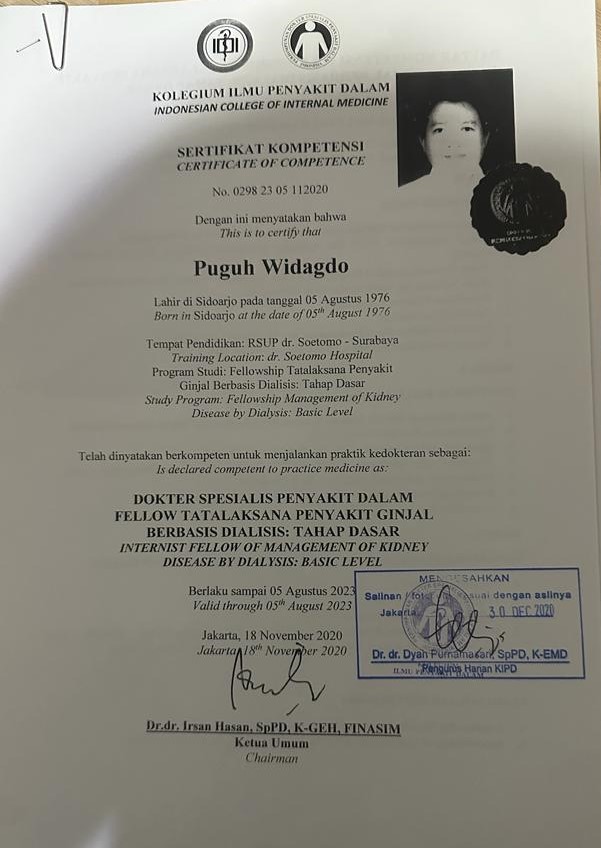 IDI
KOLEGIUM ILMU PENYAKIT DALAM
INDONESIAN COLLEGE OF INTERNAL MEDICINE
SERTIFIKAT KOMPETENSI
CERTIFICATE OF COMPETENCE
No. 0298 23 05 112020
Dengan ini menyatakan bahwa
This is to certify that
Puguh Widagdo
Lahir di Sidoarjo pada tanggal 05 Agustus 1976
Born in Sidoarjo at the date of 05th August 1976
Tempat Pendidikan: RSUP dr. Soetomo - Surabaya
Training Location: dr. Soetomo Hospital
Program Studi: Fellowship Tatalaksana Penyakit
Ginjal Berbasis Dialisis: Tahap Dasar
Study Program: Fellowship Management of Kidney
Disease by Dialysis: Basic Level
Telah dinyatakan berkompeten untuk menjalankan praktik kedokteran sebagai:
Is declared competent to practice medicine as:
DOKTER SPESIALIS PENYAKIT DALAM
FELLOW TATALAKSANA PENYAKIT GINJAL
BERBASIS DIALISIS: TAHAP DASAR
INTERNIST FELLOW OF MANAGEMENT OF KIDNEY
DISEASE BY DIALYSIS: BASIC LEVEL
Berlaku sampai 05 Agustus 2023
Valid through 05th August 2023
Jakarta, 18 November 2020
Jakarta, 18th November 2020
Dr.dr. Irsan Hasan, SpPD, K-GEH, FINASIM
Ketua Umum
Chairman
MENGESAHKAN
Salinan / foto sesuai dengan aslinya
Jakarta, 30 DEC 2020
Dr. dr. Dyah Purnamasari, SpPD, K-EMD
Pengurus Harian KIPD
ILMU PENYAKIT DALAM